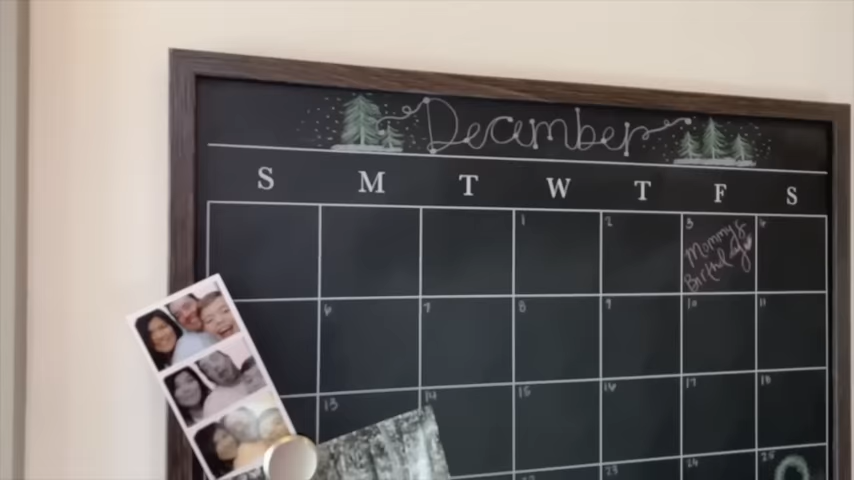 December
S M T W T F S
1 2 3 4
Mommy's
Birthday
6 7 8 9 10 11
13 14 15 16 17 18
23 24 25